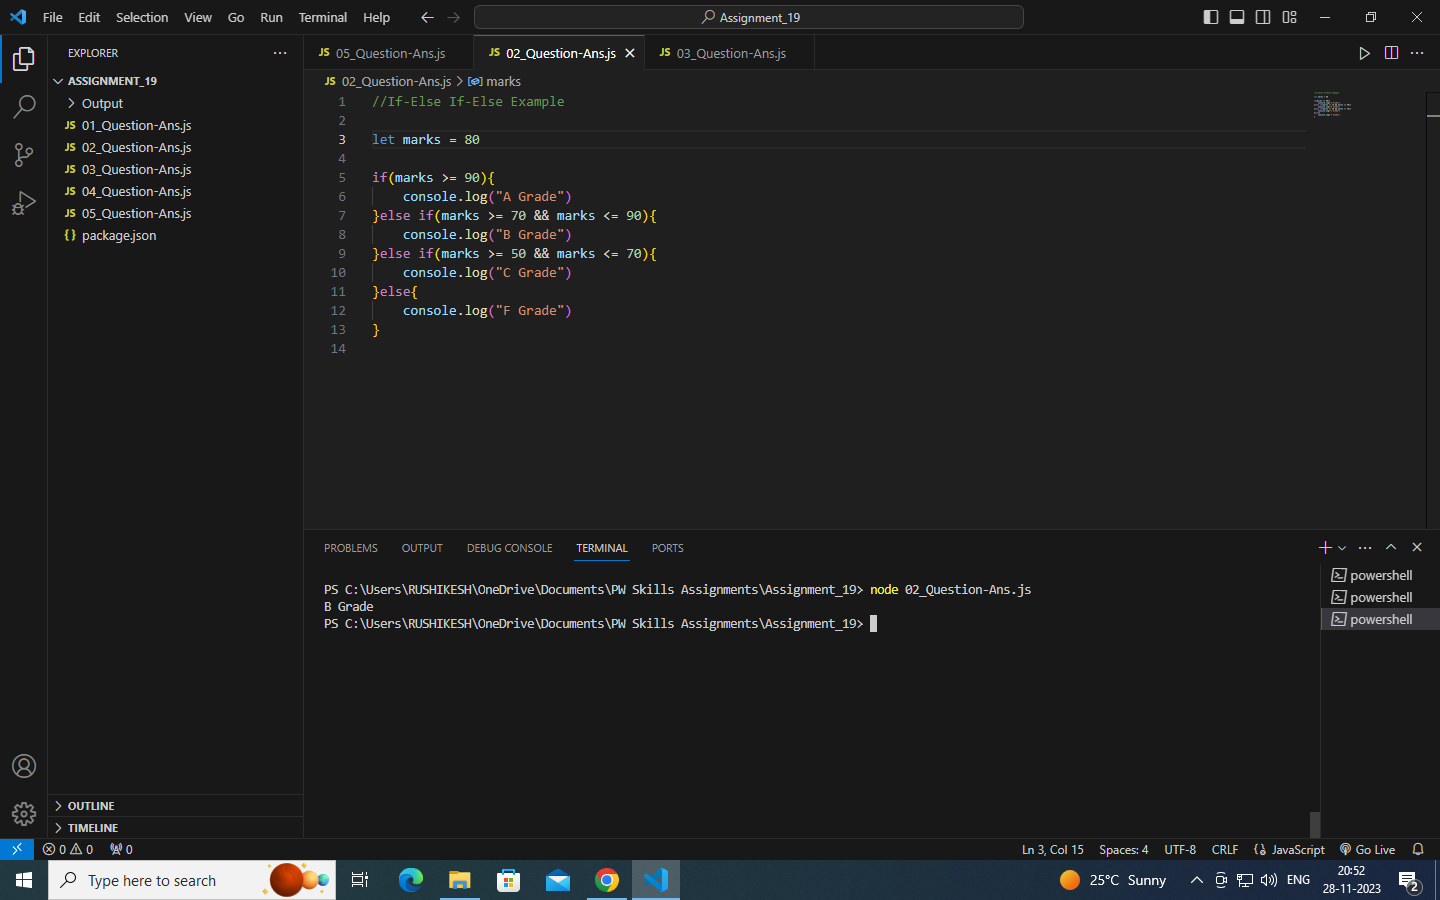 File Edit Selection View Go Run Terminal Help
Assignment_19
EXPLORER
ASSIGNMENT_19
Output
JS 01_Question-Ans.js
JS 02_Question-Ans.js
JS 03_Question-Ans.js
JS 04_Question-Ans.js
JS 05_Question-Ans.js
{} package.json
OUTLINE
TIMELINE
JS 05_Question-Ans.js JS 02_Question-Ans.js JS 03_Question-Ans.js
JS 02_Question-Ans.js > marks
1 //If-Else If-Else Example
2
3 let marks = 80
4
5 if(marks >= 90){
6 console.log("A Grade")
7 }else if(marks >= 70 && marks <= 90){
8 console.log("B Grade")
9 }else if(marks >= 50 && marks <= 70){
10 console.log("C Grade")
11 }else{
12 console.log("F Grade")
13 }
14
PROBLEMS OUTPUT DEBUG CONSOLE TERMINAL PORTS
PS C:\Users\RUSHIKESH\OneDrive\Documents\PW Skills Assignments\Assignment_19> node 02_Question-Ans.js
B Grade
PS C:\Users\RUSHIKESH\OneDrive\Documents\PW Skills Assignments\Assignment_19>
powershell
powershell
powershell
0 0 0 Ln 3, Col 15 Spaces: 4 UTF-8 CRLF JavaScript Go Live
Type here to search
25°C Sunny
ENG
20:52
28-11-2023
2